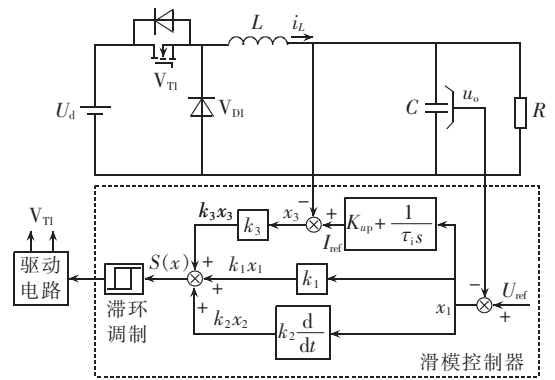 L i_L
V_T1
U_d V_D1 C u_o R
k_3x_3 x_3 − + K_up + 1/(τ_i s)
k_3 I_ref
V_T1 S(x) + k_1x_1 k_1 − U_ref
驱动 + x_1 +
电路 + k_2x_2 k_2 d/dt
滞环
调制
滑模控制器